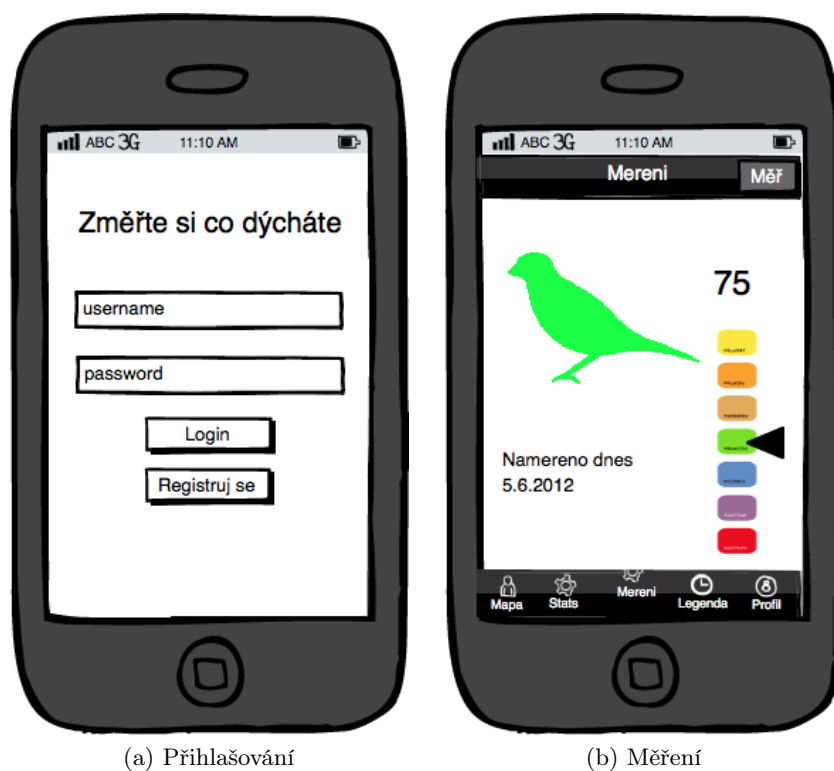 ABC 3G 11:10 AM
Změřte si co dýcháte
username
password
Login
Registruj se
(a) Přihlašování
ABC 3G 11:10 AM
Mereni Měř
75
Namereno dnes
5.6.2012
Mapa Stats Mereni Legenda Profil
(b) Měření